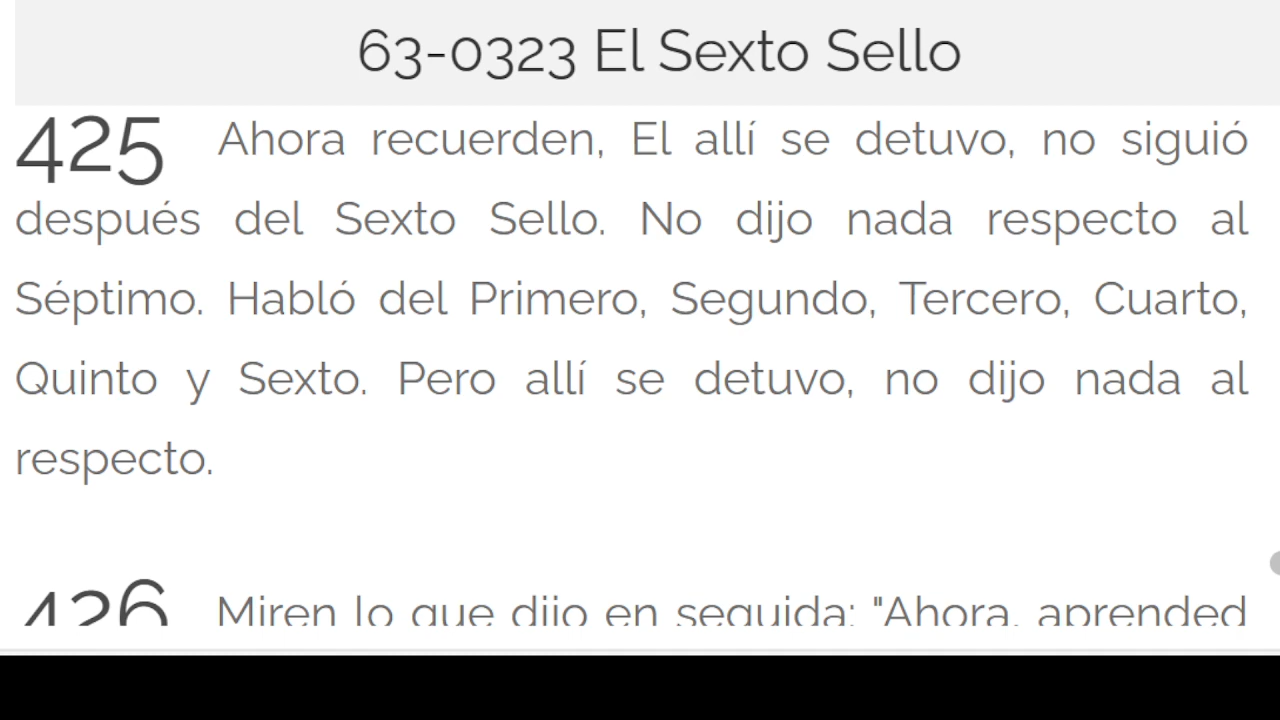 63-0323 El Sexto Sello
425 Ahora recuerden, El allí se detuvo, no siguió
después del Sexto Sello. No dijo nada respecto al
Séptimo. Habló del Primero, Segundo, Tercero, Cuarto,
Quinto y Sexto. Pero allí se detuvo, no dijo nada al
respecto.
426 Miren lo que dijo en seguida: "Ahora, aprended